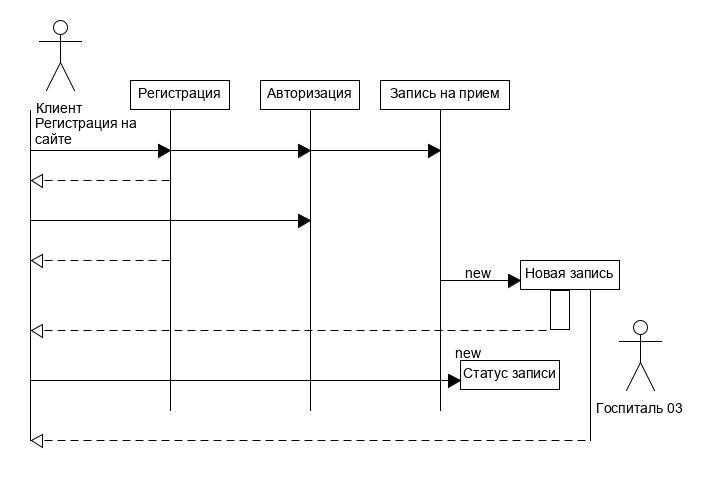 Регистрация
Авторизация
Запись на прием
Клиент
Регистрация на
сайте
new
Новая запись
new
Статус записи
Госпиталь 03